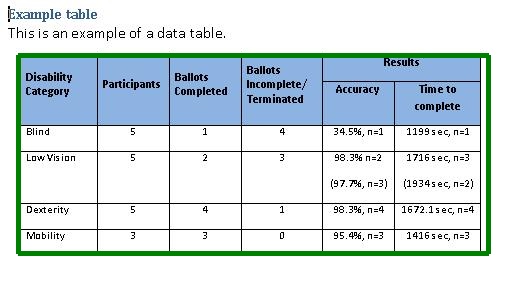 Example table
This is an example of a data table.
Disability Category Participants Ballots Completed Ballots Incomplete/ Terminated Results
Accuracy Time to complete
Blind 5 1 4 34.5%, n=1 1199 sec, n=1
Low Vision 5 2 3 98.3% n=2 1716 sec, n=3
(97.7%, n=3) (1934 sec, n=2)
Dexterity 5 4 1 98.3%, n=4 1672.1 sec, n=4
Mobility 3 3 0 95.4%, n=3 1416 sec, n=3